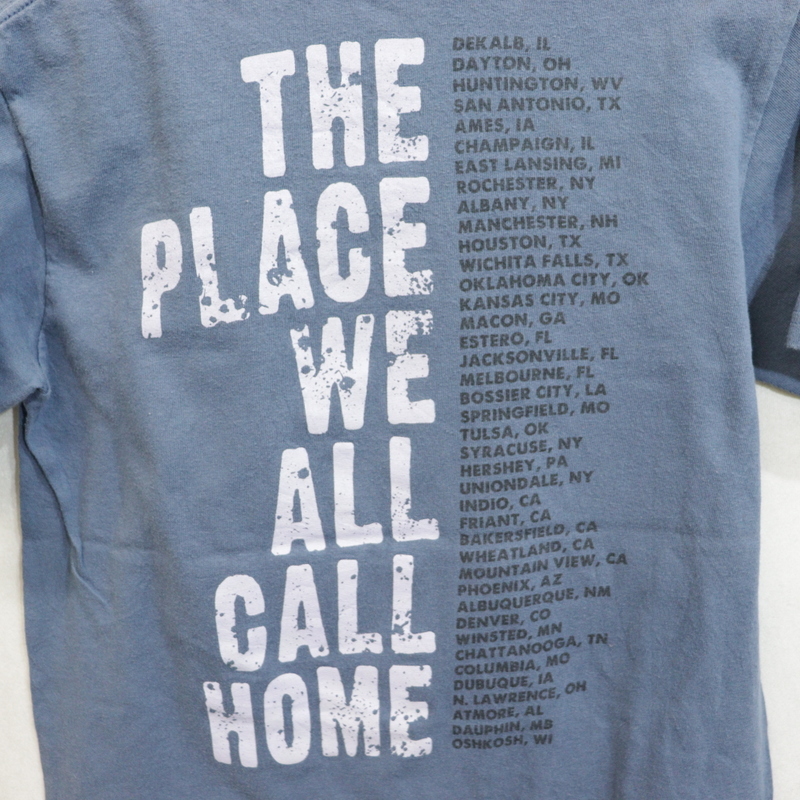 THE
PLACE
WE
ALL
CALL
HOME
DEKALB, IL
DAYTON, OH
HUNTINGTON, WV
SAN ANTONIO, TX
AMES, IA
CHAMPAIGN, IL
EAST LANSING, MI
ROCHESTER, NY
ALBANY, NY
MANCHESTER, NH
HOUSTON, TX
WICHITA FALLS, TX
OKLAHOMA CITY, OK
KANSAS CITY, MO
MACON, GA
ESTERO, FL
JACKSONVILLE, FL
MELBOURNE, FL
BOSSIER CITY, LA
SPRINGFIELD, MO
TULSA, OK
SYRACUSE, NY
HERSHEY, PA
UNIONDALE, NY
INDIO, CA
FRIANT, CA
BAKERSFIELD, CA
WHEATLAND, CA
MOUNTAIN VIEW, CA
PHOENIX, AZ
ALBUQUERQUE, NM
DENVER, CO
WINSTED, MN
CHATTANOOGA, TN
COLUMBIA, MO
DUBUQUE, IA
N. LAWRENCE, OH
ATMORE, AL
DAUPHIN, MB
OSHKOSH, WI